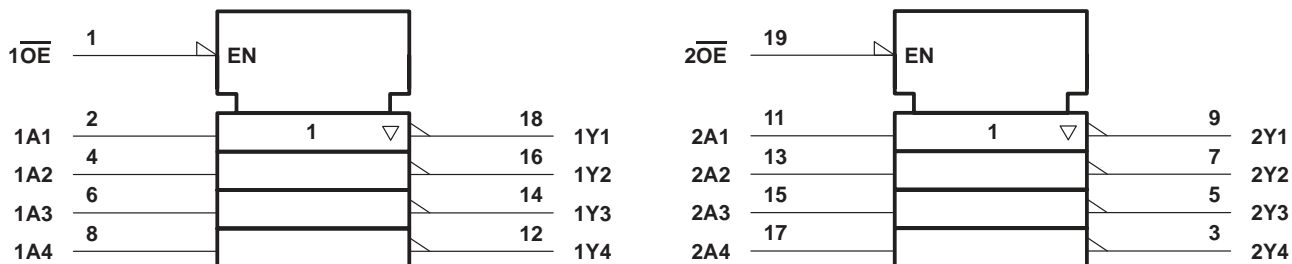 1O̅E̅ 1 EN
1A1 2 1 ▽ 18 1Y1
1A2 4 16 1Y2
1A3 6 14 1Y3
1A4 8 12 1Y4
2O̅E̅ 19 EN
2A1 11 1 ▽ 9 2Y1
2A2 13 7 2Y2
2A3 15 5 2Y3
2A4 17 3 2Y4